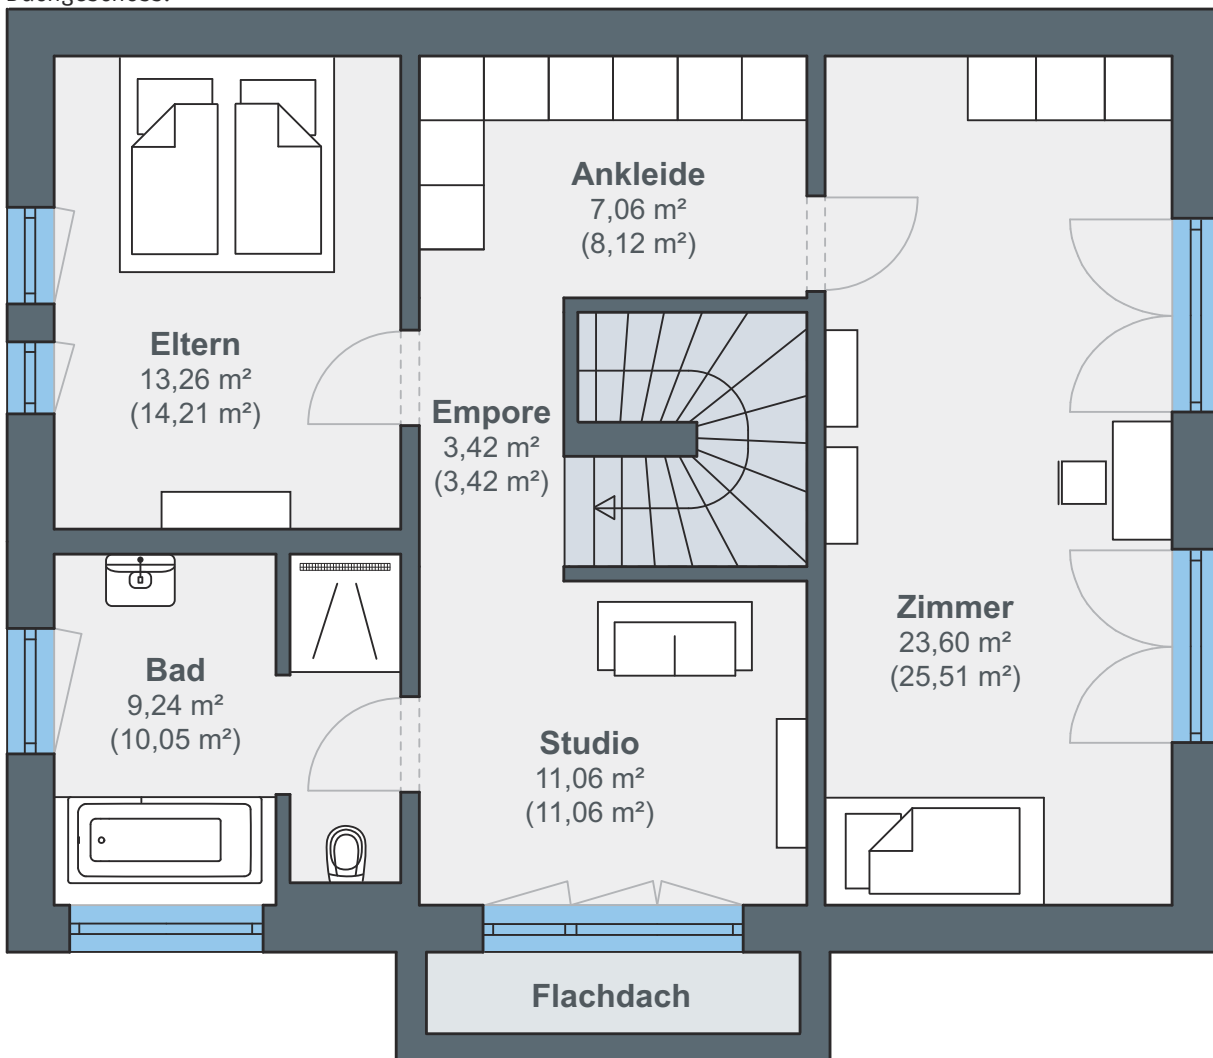 Dachgeschoss:
Ankleide
7,06 m²
(8,12 m²)
Eltern
13,26 m²
(14,21 m²)
Empore
3,42 m²
(3,42 m²)
Zimmer
23,60 m²
(25,51 m²)
Bad
9,24 m²
(10,05 m²)
Studio
11,06 m²
(11,06 m²)
Flachdach